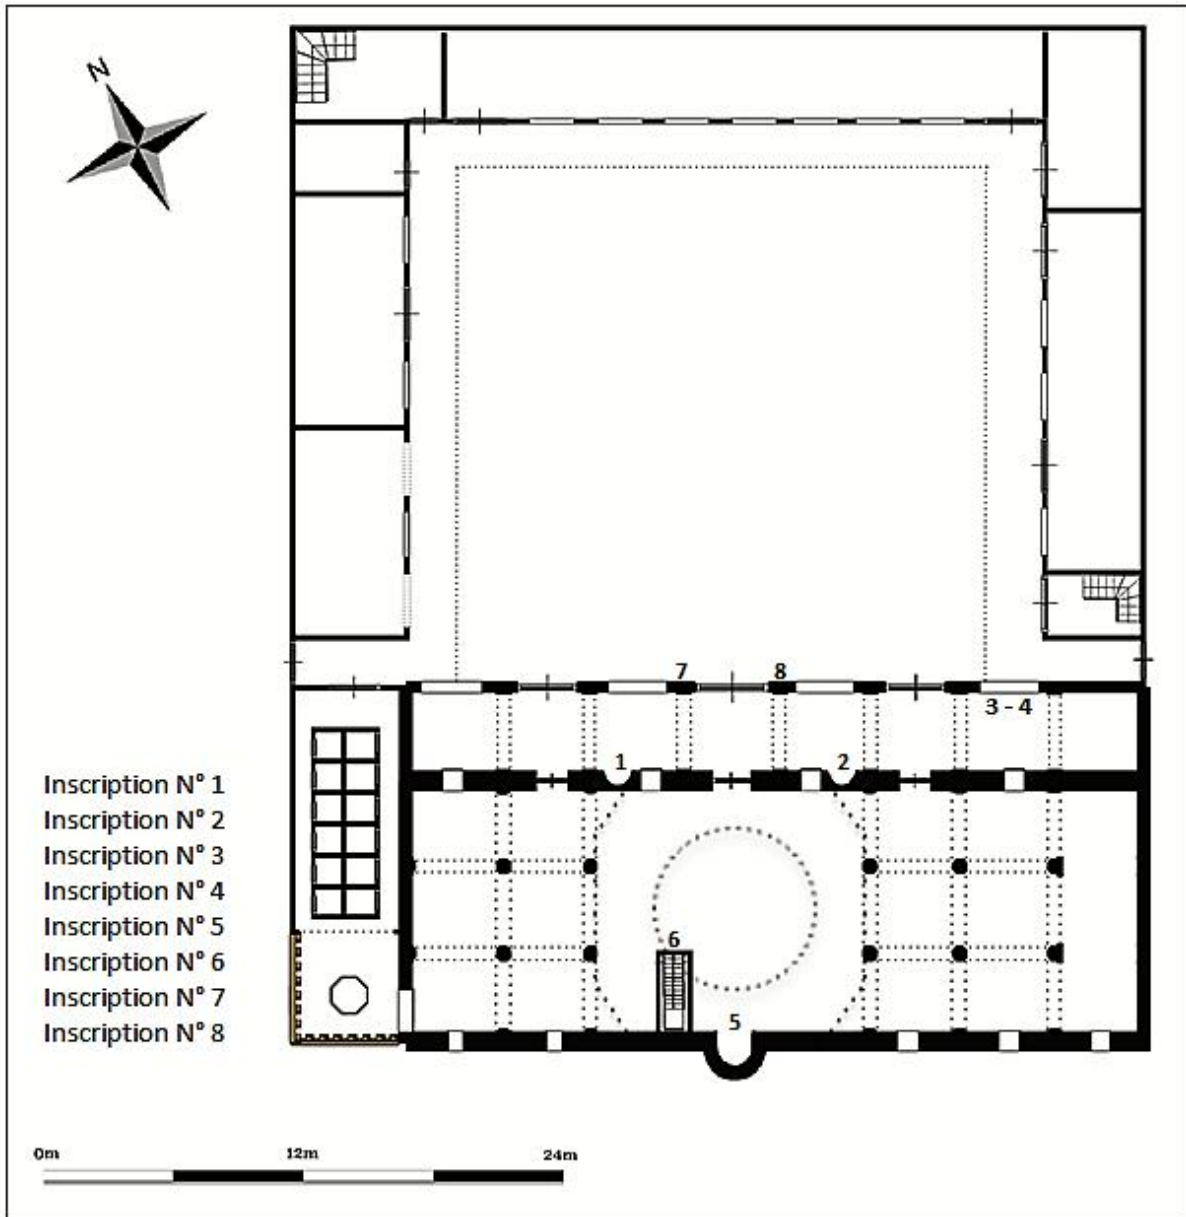 N
7
8
3 - 4
1
2
6
5
Inscription N° 1
Inscription N° 2
Inscription N° 3
Inscription N° 4
Inscription N° 5
Inscription N° 6
Inscription N° 7
Inscription N° 8
0m 12m 24m